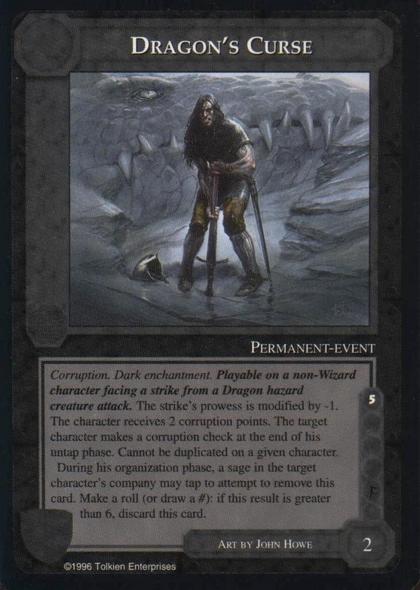 DRAGON'S CURSE
PERMANENT-EVENT
Corruption. Dark enchantment. Playable on a non-Wizard
character facing a strike from a Dragon hazard
creature attack. The strike's prowess is modified by -1.
The character receives 2 corruption points. The target
character makes a corruption check at the end of his
untap phase. Cannot be duplicated on a given character.
During his organization phase, a sage in the target
character's company may tap to attempt to remove this
card. Make a roll (or draw a #): if this result is greater
than 6, discard this card.
5
F
ART BY JOHN HOWE
2
©1996 Tolkien Enterprises